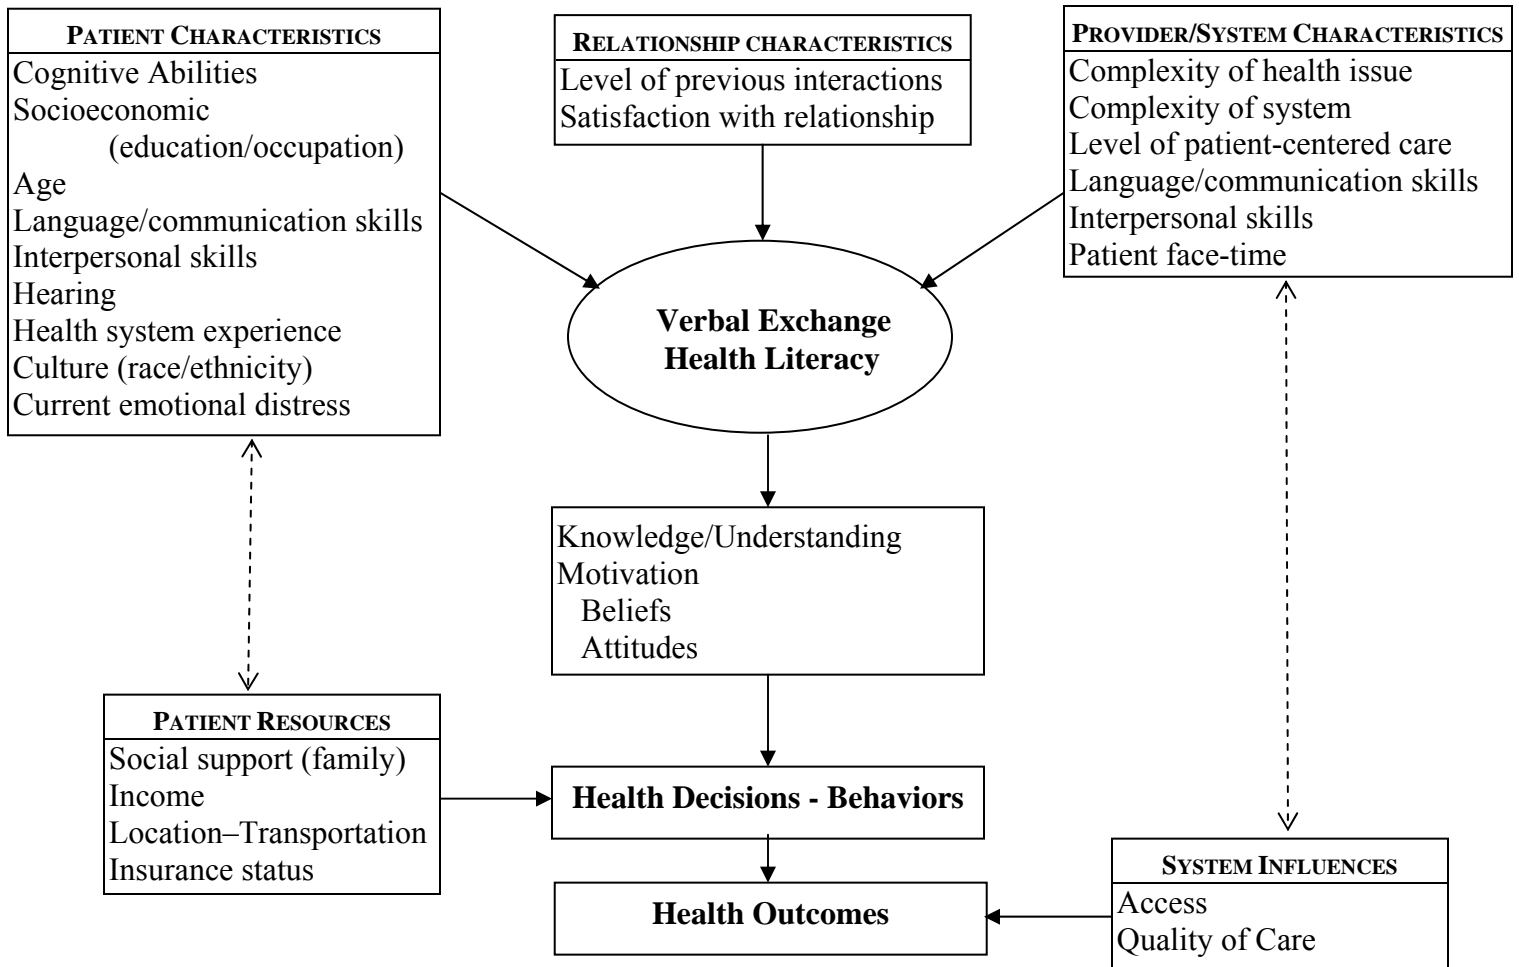 PATIENT CHARACTERISTICS
Cognitive Abilities
Socioeconomic
(education/occupation)
Age
Language/communication skills
Interpersonal skills
Hearing
Health system experience
Culture (race/ethnicity)
Current emotional distress
RELATIONSHIP CHARACTERISTICS
Level of previous interactions
Satisfaction with relationship
PROVIDER/SYSTEM CHARACTERISTICS
Complexity of health issue
Complexity of system
Level of patient-centered care
Language/communication skills
Interpersonal skills
Patient face-time
Verbal Exchange
Health Literacy
Knowledge/Understanding
Motivation
Beliefs
Attitudes
PATIENT RESOURCES
Social support (family)
Income
Location–Transportation
Insurance status
Health Decisions - Behaviors
Health Outcomes
SYSTEM INFLUENCES
Access
Quality of Care